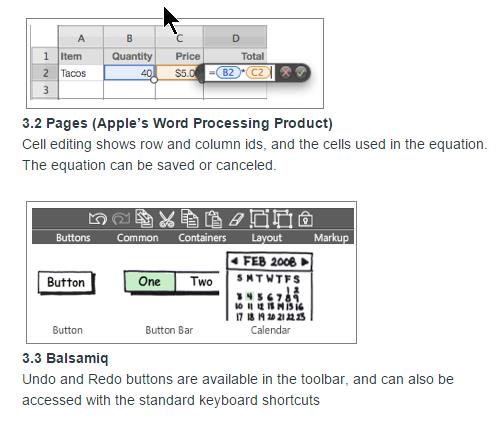 A B C D
1 Item Quantity Price Total
2 Tacos 40 $5.0 = B2 * C2
3
3.2 Pages (Apple's Word Processing Product)
Cell editing shows row and column ids, and the cells used in the equation.
The equation can be saved or canceled.
Buttons Common Containers Layout Markup
FEB 2008
Button One Two S M T W T F S
1 2
3 4 5 6 7 8 9
10 11 12 13 14 15 16
17 18 19 20 21 22 23
Button Button Bar Calendar
3.3 Balsamiq
Undo and Redo buttons are available in the toolbar, and can also be
accessed with the standard keyboard shortcuts